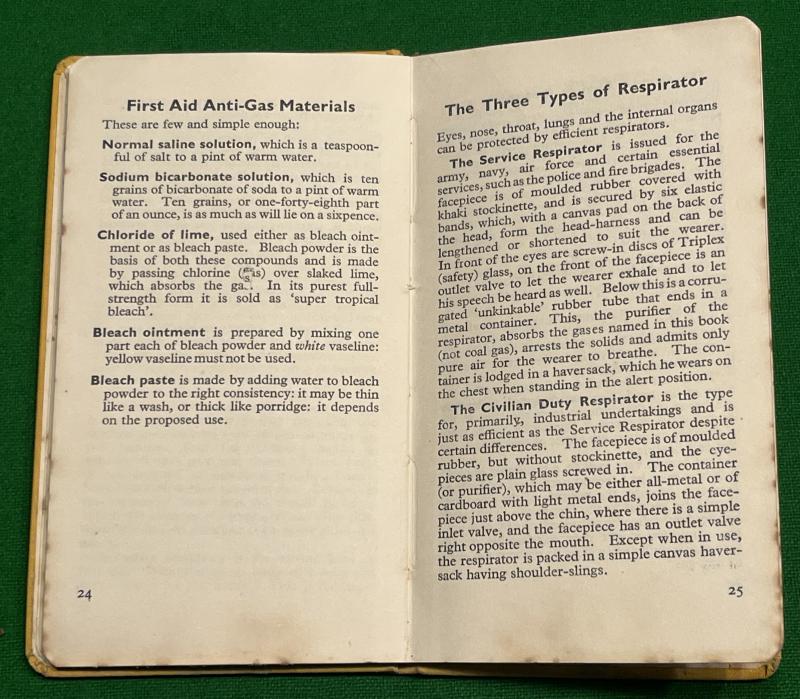 First Aid Anti-Gas Materials
These are few and simple enough:
Normal saline solution, which is a teaspoon-
ful of salt to a pint of warm water.
Sodium bicarbonate solution, which is ten
grains of bicarbonate of soda to a pint of warm
water. Ten grains, or one-forty-eighth part
of an ounce, is as much as will lie on a sixpence.
Chloride of lime, used either as bleach oint-
ment or as bleach paste. Bleach powder is the
basis of both these compounds and is made
by passing chlorine (gas) over slaked lime,
which absorbs the gas. In its purest full-
strength form it is sold as 'super tropical
bleach'.
Bleach ointment is prepared by mixing one
part each of bleach powder and white vaseline:
yellow vaseline must not be used.
Bleach paste is made by adding water to bleach
powder to the right consistency: it may be thin
like a wash, or thick like porridge: it depends
on the proposed use.
24
The Three Types of Respirator
Eyes, nose, throat, lungs and the internal organs
can be protected by efficient respirators.
The Service Respirator is issued for the
army, navy, air force and certain essential
services, such as the police and fire brigades. The
facepiece is of moulded rubber covered with
khaki stockinette, and is secured by six elastic
bands, which, with a canvas pad on the back of
the head, form the head-harness and can be
lengthened or shortened to suit the wearer.
In front of the eyes are screw-in discs of Triplex
(safety) glass, on the front of the facepiece is an
outlet valve to let the wearer exhale and to let
his speech be heard as well. Below this is a corru-
gated 'unkinkable' rubber tube that ends in a
metal container. This, the purifier of the
respirator, absorbs the gases named in this book
(not coal gas), arrests the solids and admits only
pure air for the wearer to breathe. The con-
tainer is lodged in a haversack, which he wears on
the chest when standing in the alert position.
The Civilian Duty Respirator is the type
for, primarily, industrial undertakings and is
just as efficient as the Service Respirator despite
certain differences. The facepiece is of moulded
rubber, but without stockinette, and the eye-
pieces are plain glass screwed in. The container
(or purifier), which may be either all-metal or of
cardboard with light metal ends, joins the face-
piece just above the chin, where there is a simple
inlet valve, and the facepiece has an outlet valve
right opposite the mouth. Except when in use,
the respirator is packed in a simple canvas haver-
sack having shoulder-slings.
25